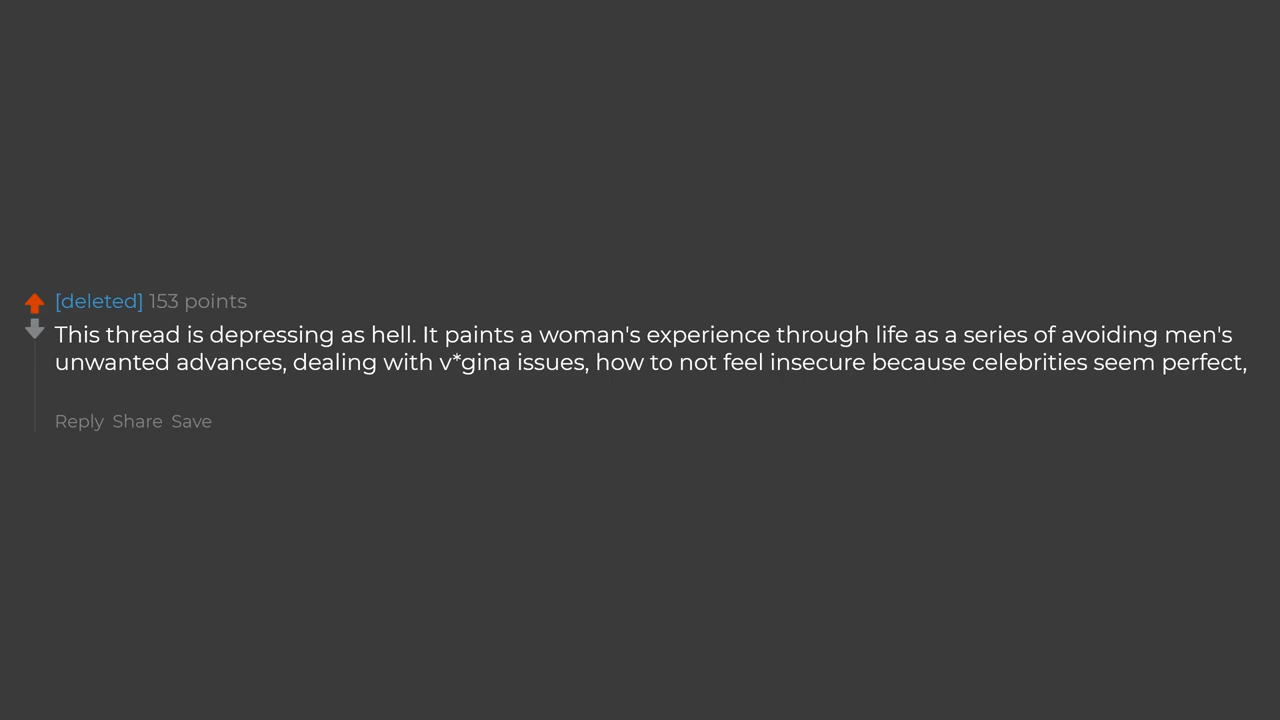 [deleted] 153 points
This thread is depressing as hell. It paints a woman's experience through life as a series of avoiding men's
unwanted advances, dealing with v*gina issues, how to not feel insecure because celebrities seem perfect,
Reply Share Save